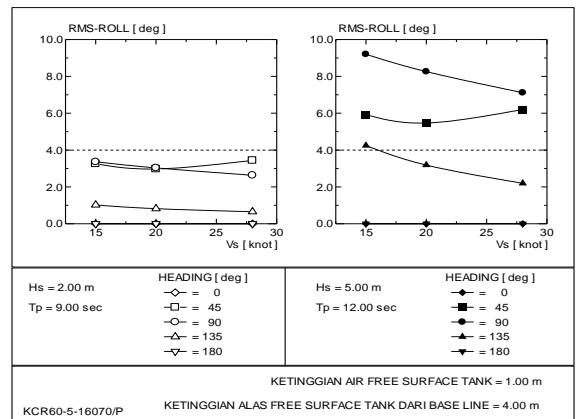 RMS-ROLL [ deg ]
10.0
8.0
6.0
4.0
2.0
0.0
15 20 25 30
Vs [ knot ]
RMS-ROLL [ deg ]
10.0
8.0
6.0
4.0
2.0
0.0
15 20 25 30
Vs [ knot ]
Hs = 2.00 m
Tp = 9.00 sec
HEADING [ deg ]
= 0
= 45
= 90
= 135
= 180
Hs = 5.00 m
Tp = 12.00 sec
HEADING [ deg ]
= 0
= 45
= 90
= 135
= 180
KETINGGIAN AIR FREE SURFACE TANK = 1.00 m
KCR60-5-16070/P KETINGGIAN ALAS FREE SURFACE TANK DARI BASE LINE = 4.00 m